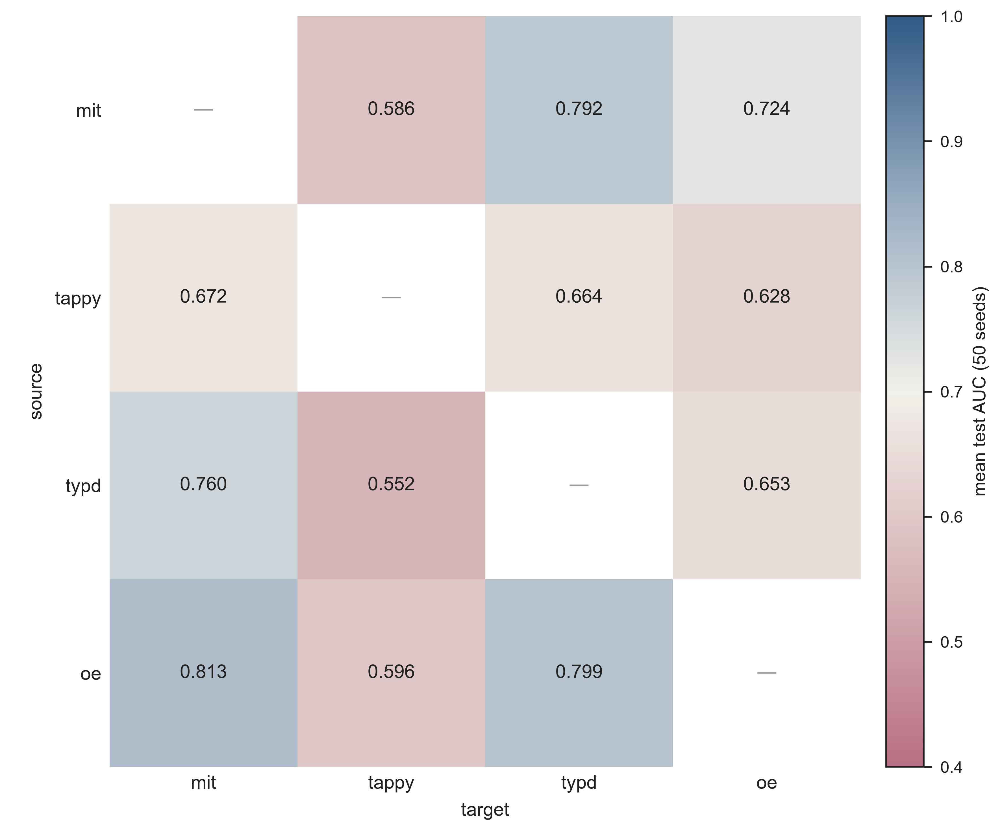 mit — 0.586 0.792 0.724
tappy 0.672 — 0.664 0.628
typd 0.760 0.552 — 0.653
oe 0.813 0.596 0.799 —
mit tappy typd oe
target
source
1.0
0.9
0.8
0.7
0.6
0.5
0.4
mean test AUC (50 seeds)